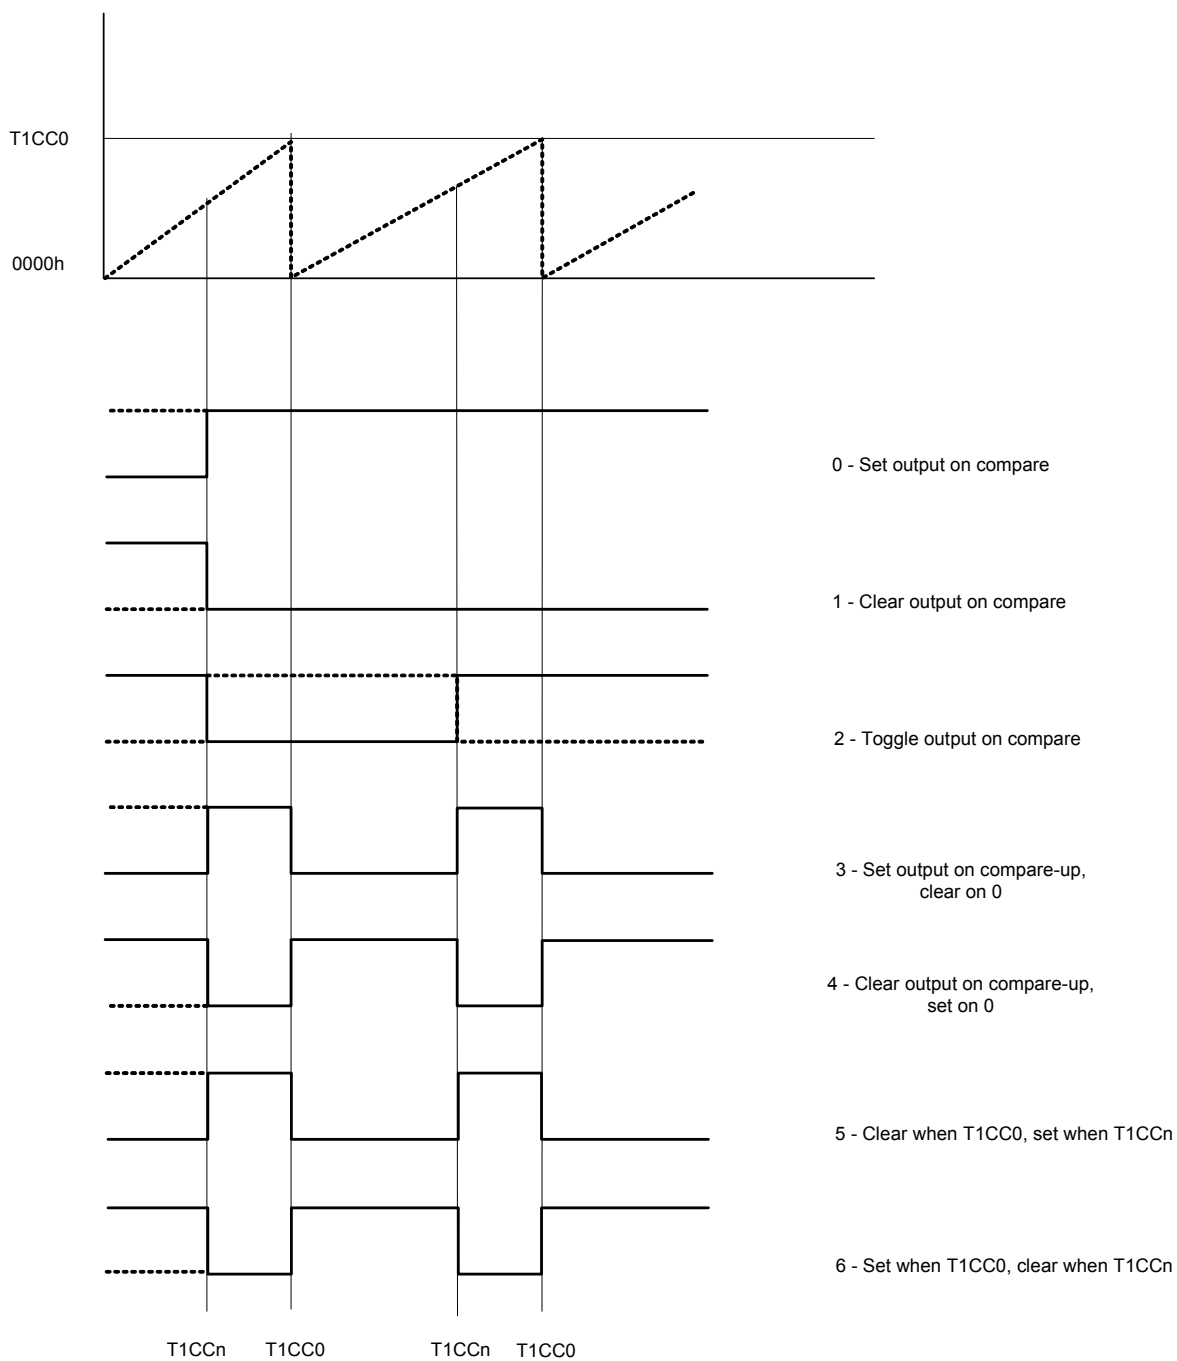 T1CC0
0000h
0 - Set output on compare
1 - Clear output on compare
2 - Toggle output on compare
3 - Set output on compare-up,
clear on 0
4 - Clear output on compare-up,
set on 0
5 - Clear when T1CC0, set when T1CCn
6 - Set when T1CC0, clear when T1CCn
T1CCn T1CC0 T1CCn T1CC0